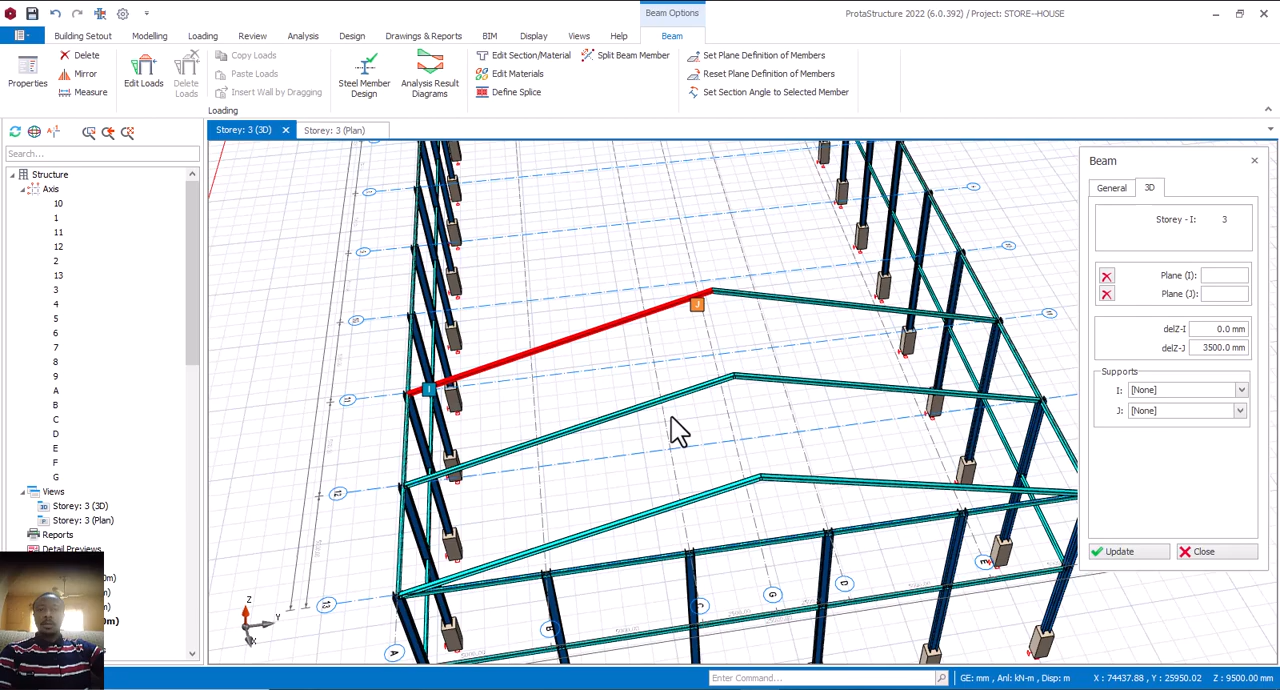 Beam Options
ProtaStructure 2022 (6.0.392) / Project: STORE--HOUSE
Building Setout Modelling Loading Review Analysis Design Drawings & Reports BIM Display Views Help Beam
Properties
Delete
Mirror
Measure
Edit Loads
Delete Loads
Copy Loads
Paste Loads
Insert Wall by Dragging
Loading
Steel Member Design
Analysis Result Diagrams
Edit Section/Material
Edit Materials
Define Splice
Split Beam Member
Set Plane Definition of Members
Reset Plane Definition of Members
Set Section Angle to Selected Member
Storey: 3 (3D)
Storey: 3 (Plan)
Search...
Structure
Axis
10
1
11
12
2
13
3
4
5
6
7
8
9
A
B
C
D
E
F
G
Views
Storey: 3 (3D)
Storey: 3 (Plan)
Reports
Detail Previews
J
I
11
12
13
A
B
C
G
D
E
Z
Y
X
Beam
General 3D
Storey - I: 3
Plane (I):
Plane (J):
delZ-I 0.0 mm
delZ-J 3500.0 mm
Supports
I: [None]
J: [None]
Update
Close
Enter Command...
GE: mm , Anl: kN-m , Disp: m
X : 74437.88 , Y : 25950.02
Z: 9500.00 mm